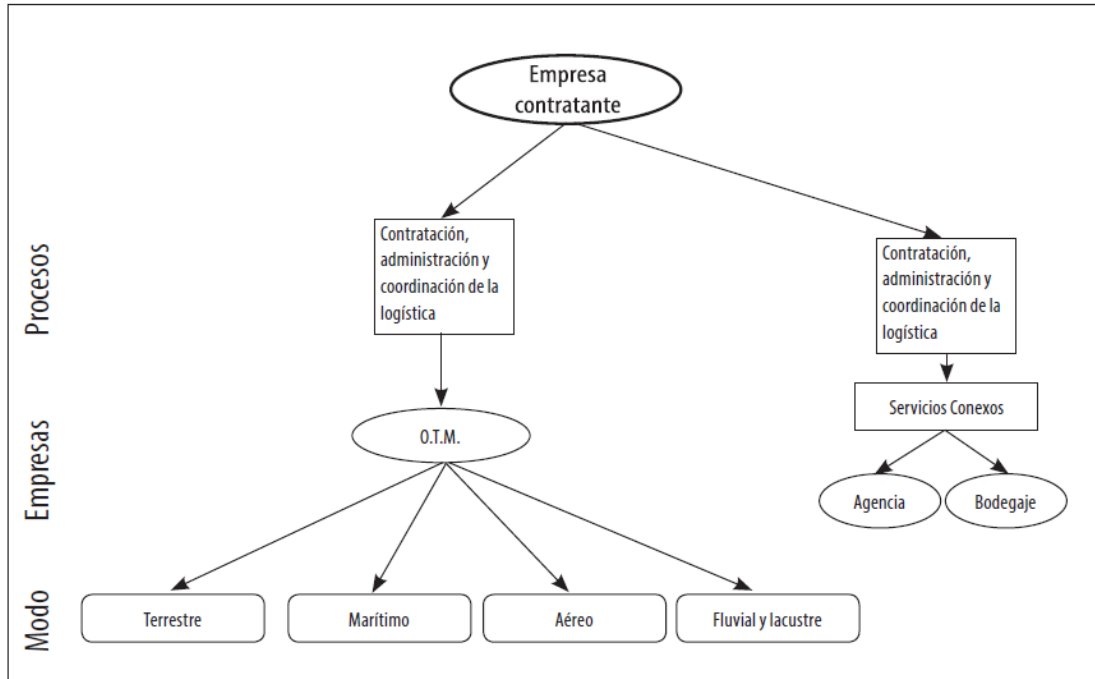 Empresa
contratante
Procesos
Contratación,
administración y
coordinación de la
logística
Contratación,
administración y
coordinación de la
logística
Empresas
Servicios Conexos
O.T.M.
Agencia
Bodegaje
Modo
Terrestre
Marítimo
Aéreo
Fluvial y lacustre